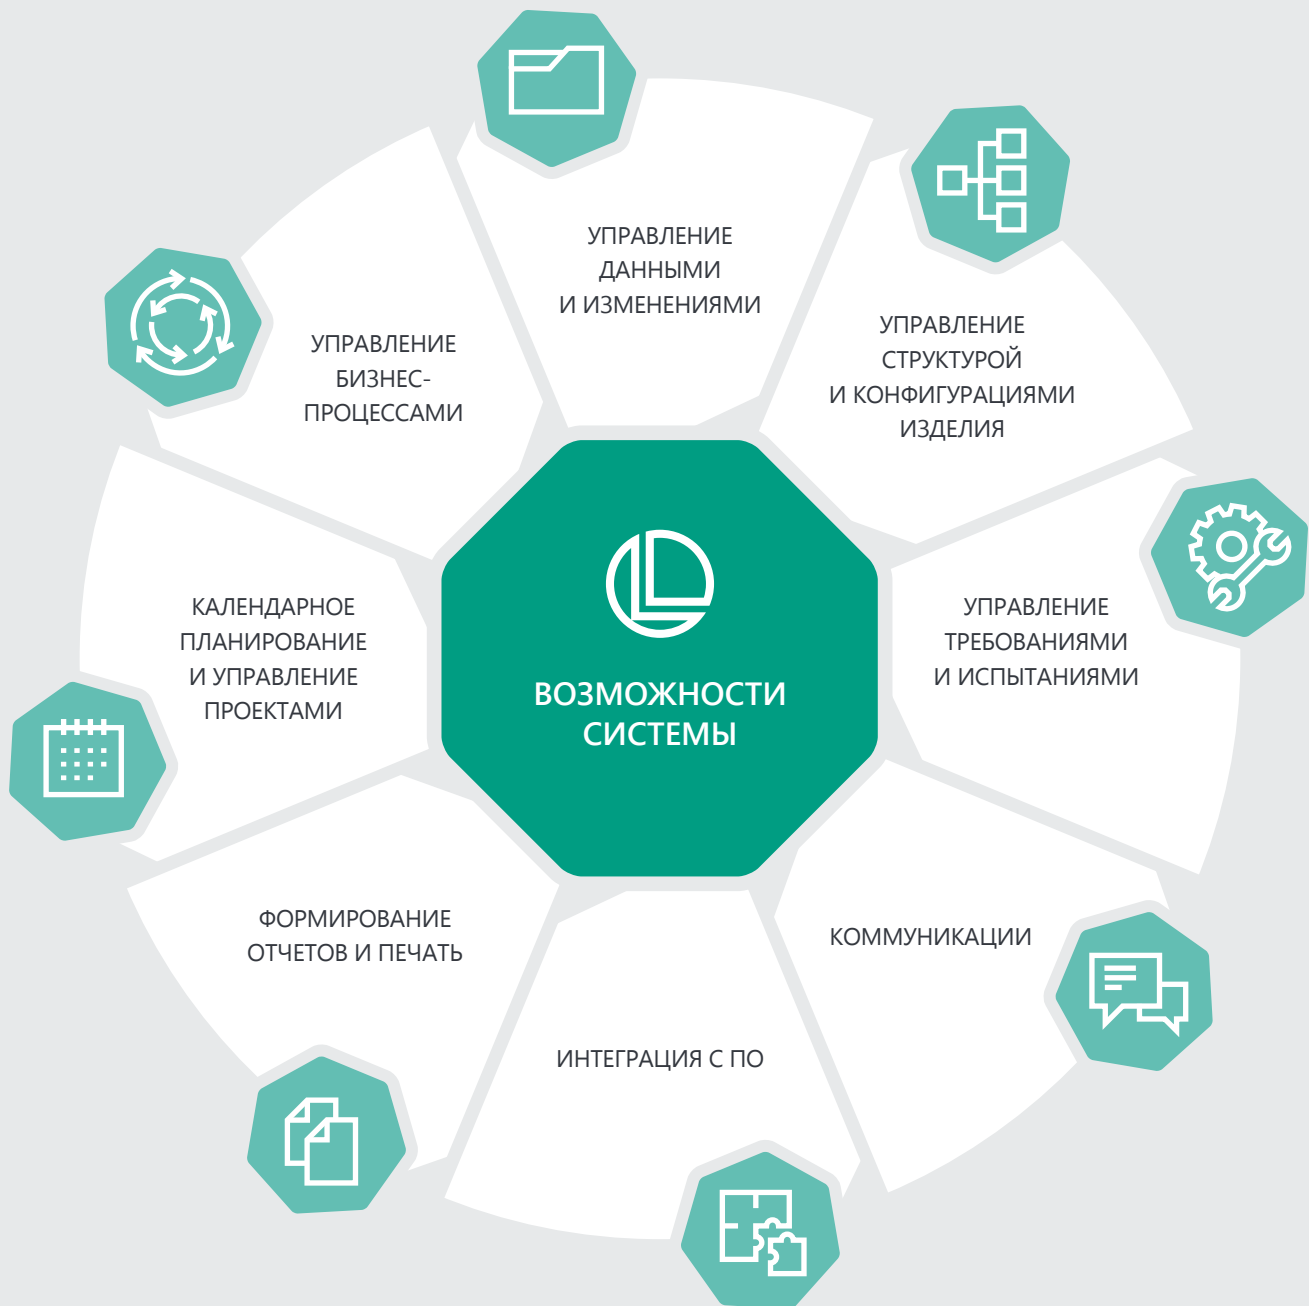 УПРАВЛЕНИЕ
ДАННЫМИ
И ИЗМЕНЕНИЯМИ
УПРАВЛЕНИЕ
СТРУКТУРОЙ
И КОНФИГУРАЦИЯМИ
ИЗДЕЛИЯ
УПРАВЛЕНИЕ
ТРЕБОВАНИЯМИ
И ИСПЫТАНИЯМИ
КОММУНИКАЦИИ
ИНТЕГРАЦИЯ С ПО
ФОРМИРОВАНИЕ
ОТЧЕТОВ И ПЕЧАТЬ
КАЛЕНДАРНОЕ
ПЛАНИРОВАНИЕ
И УПРАВЛЕНИЕ
ПРОЕКТАМИ
УПРАВЛЕНИЕ
БИЗНЕС-
ПРОЦЕССАМИ
ВОЗМОЖНОСТИ
СИСТЕМЫ